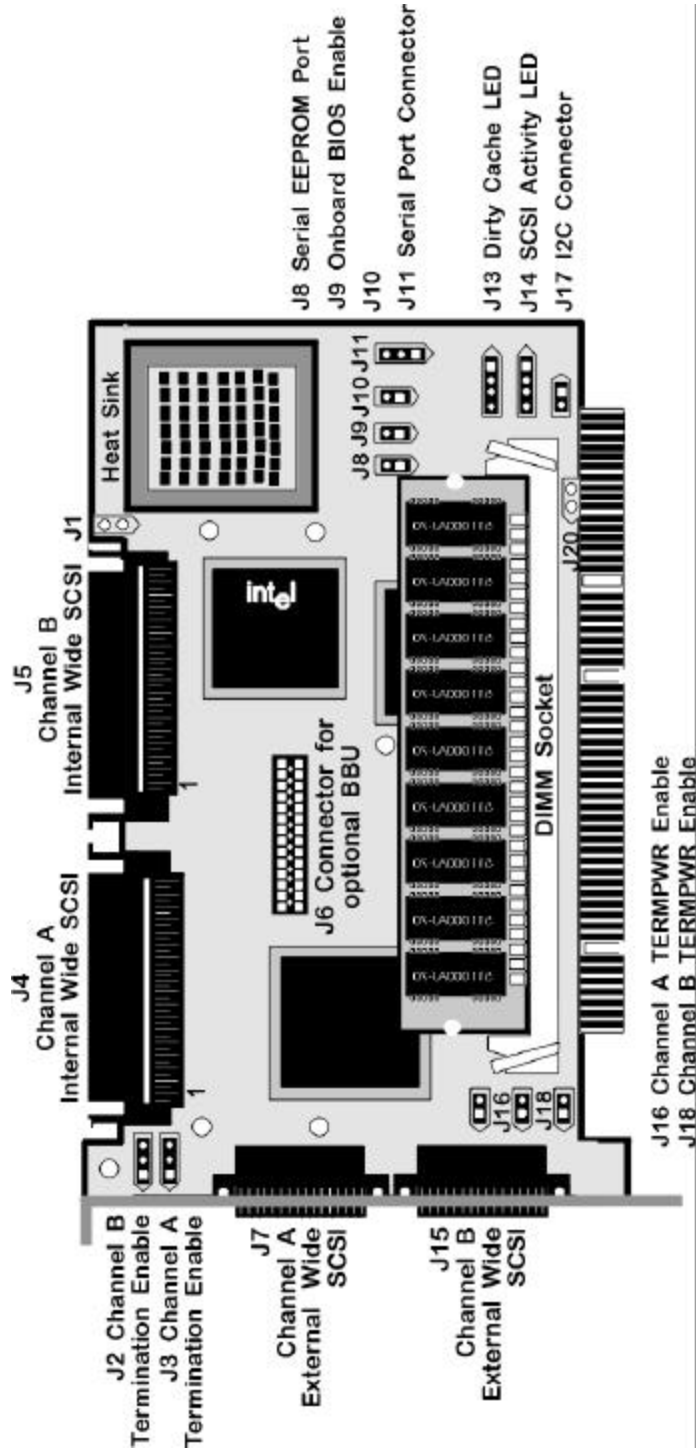 J2 Channel B
Termination Enable
J3 Channel A
Termination Enable
J4
Channel A
Internal Wide SCSI
J5
Channel B
Internal Wide SCSI
J1
Heat Sink
J8 Serial EEPROM Port
J9 Onboard BIOS Enable
J10
J11 Serial Port Connector
J13 Dirty Cache LED
J14 SCSI Activity LED
J17 I2C Connector
1
1
intel
J6 Connector for
optional BBU
J8
J9
J10
J11
J7
Channel A
External Wide
SCSI
J15
Channel B
External Wide
SCSI
J16
J18
DIMM Socket
J20
J16 Channel A TERMPWR Enable
J18 Channel B TERMPWR Enable